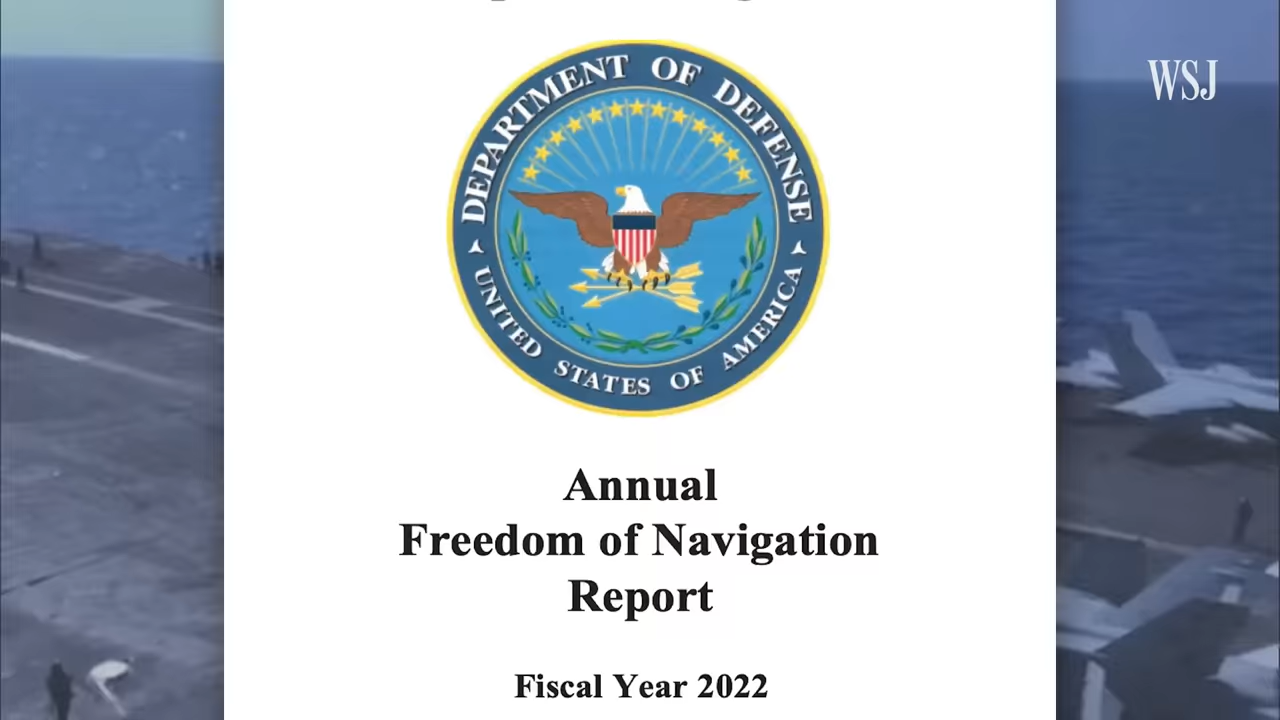 WSJ
DEPARTMENT OF DEFENSE
UNITED STATES OF AMERICA
Annual
Freedom of Navigation
Report
Fiscal Year 2022